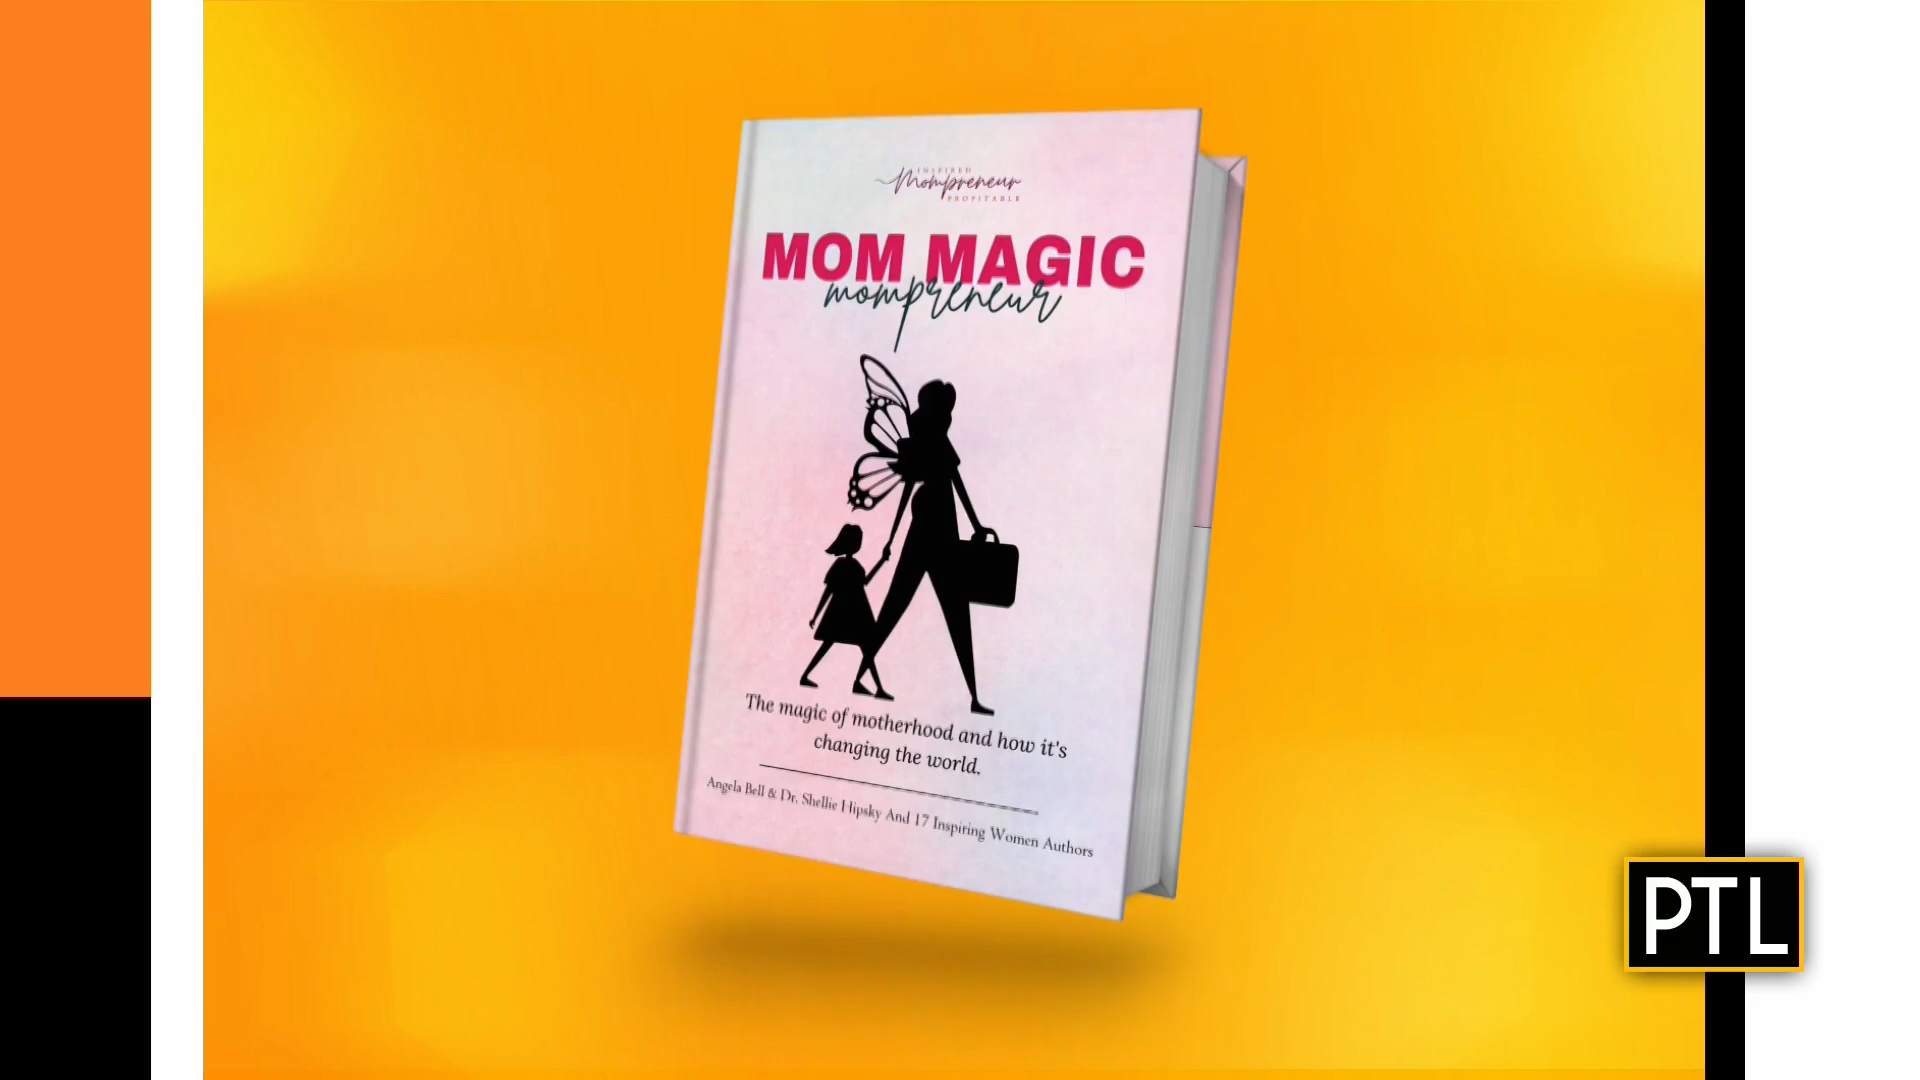 INSPIRED
Mompreneur
PROFITABLE
MOM MAGIC
mompreneur
The magic of motherhood and how it's
changing the world.
Angela Bell & Dr. Shellie Hipsky And 17 Inspiring Women Authors
PTL